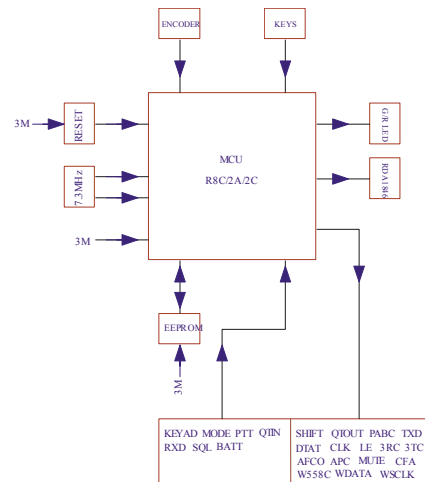 ENCODER
KEYS
3M
RESET
G/R LED
MCU
R8C/2A/2C
7.3MHz
RDA1846
3M
EEPROM
3M
KEYAD MODE PTT QTIN
RXD SQL BATT
SHIFT QTOUT PABC TXD
DTAT CLK LE 3RC 3TC
AFCO APC MUTE CFA
W558C WDATA WSCLK